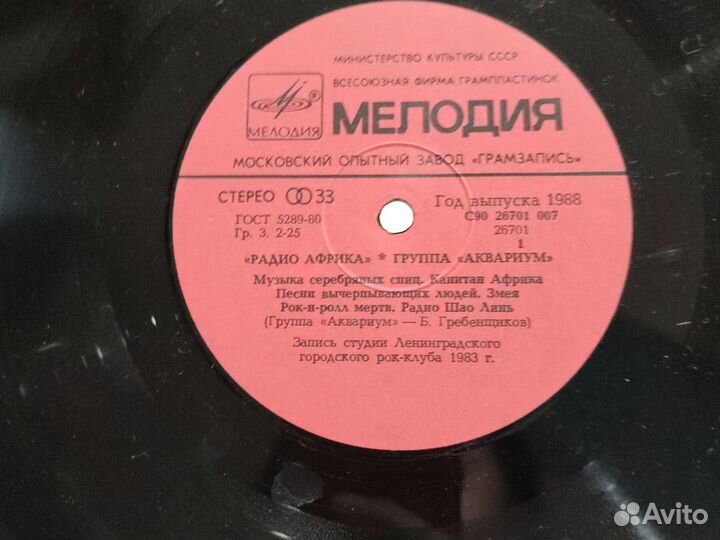 МИНИСТЕРСТВО КУЛЬТУРЫ СССР
ВСЕСОЮЗНАЯ ФИРМА ГРАМПЛАСТИНОК
МЕЛОДИЯ
МЕЛОДИЯ
МОСКОВСКИЙ ОПЫТНЫЙ ЗАВОД «ГРАМЗАПИСЬ»
СТЕРЕО 33
Год выпуска 1988
ГОСТ 5289-80
С90 26701 007
Гр. 3. 2-25
26701
1
«РАДИО АФРИКА» * ГРУППА «АКВАРИУМ»
Музыка серебряных спиц. Капитан Африка
Песни вычерпывающих людей. Змея
Рок-н-ролл мертв. Радио Шао Линь
(Группа «Аквариум» — Б. Гребенщиков)
Запись студии Ленинградского
городского рок-клуба 1983 г.
Avito